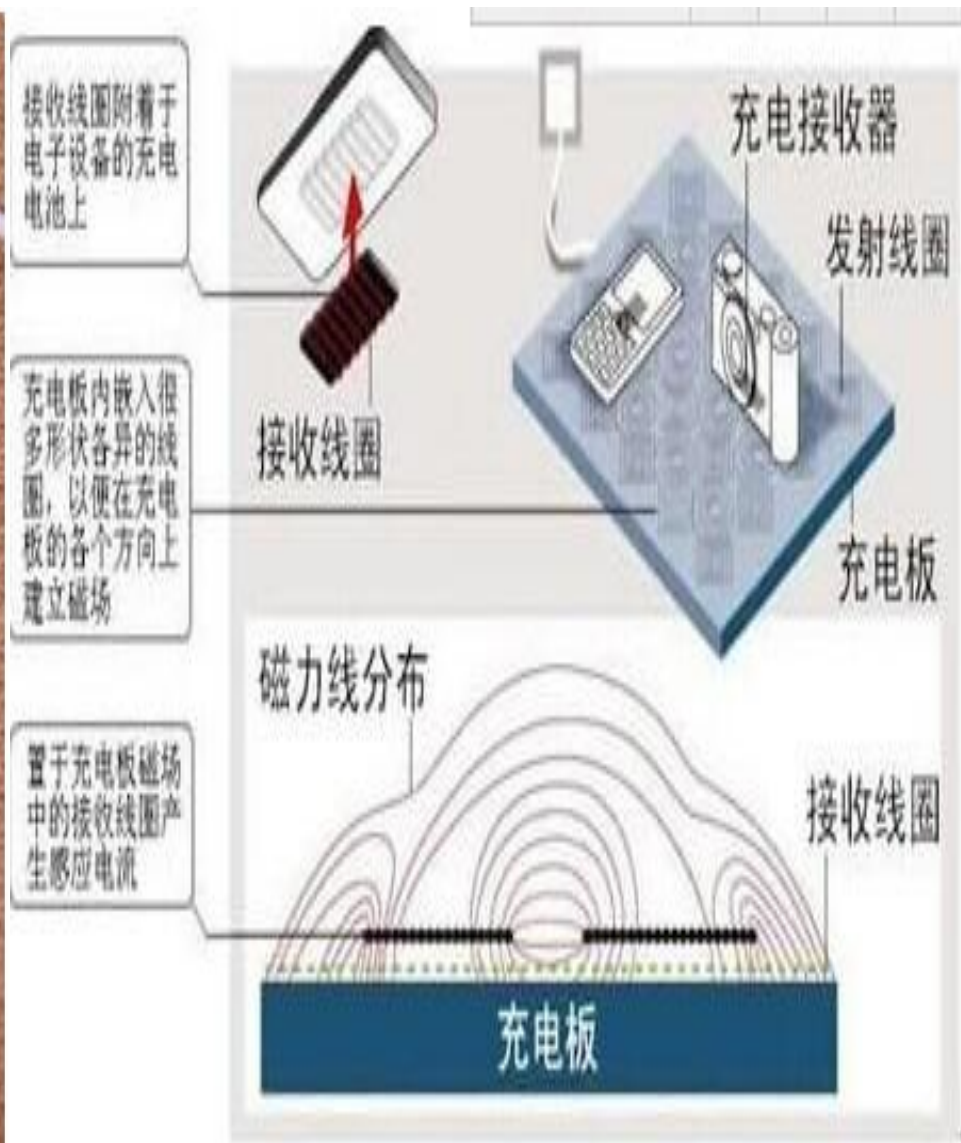 接收线圈附着于
电子设备的充电
电池上
充电接收器
发射线圈
接收线圈
充电板内嵌入很
多形状各异的线
圈，以便在充电
板的各个方向上
建立磁场
充电板
磁力线分布
置于充电板磁场
中的接收线圈产
生感应电流
接收线圈
充电板